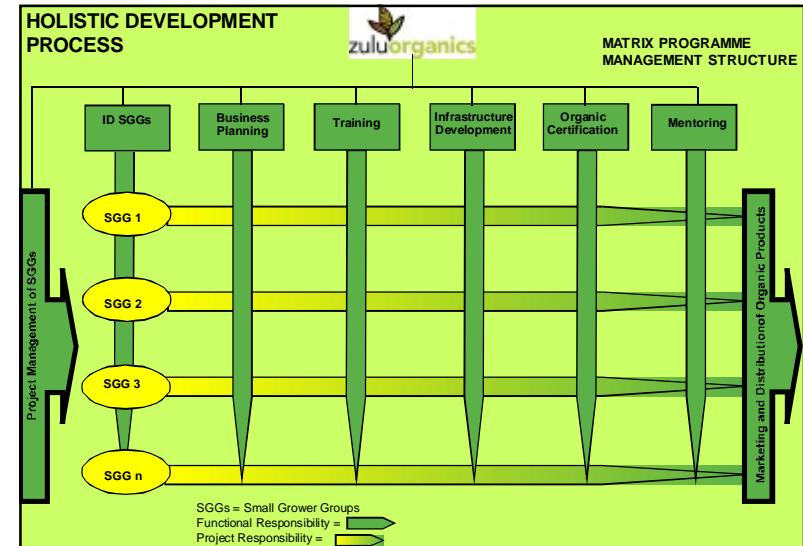 HOLISTIC DEVELOPMENT
PROCESS
zuluorganics
MATRIX PROGRAMME
MANAGEMENT STRUCTURE
ID SGGs
Business
Planning
Training
Infrastructure
Development
Organic
Certification
Mentoring
Project Management of SGGs
SGG 1
SGG 2
SGG 3
SGG n
Marketing and Distributionof Organic Products
SGGs = Small Grower Groups
Functional Responsibility =
Project Responsibility =